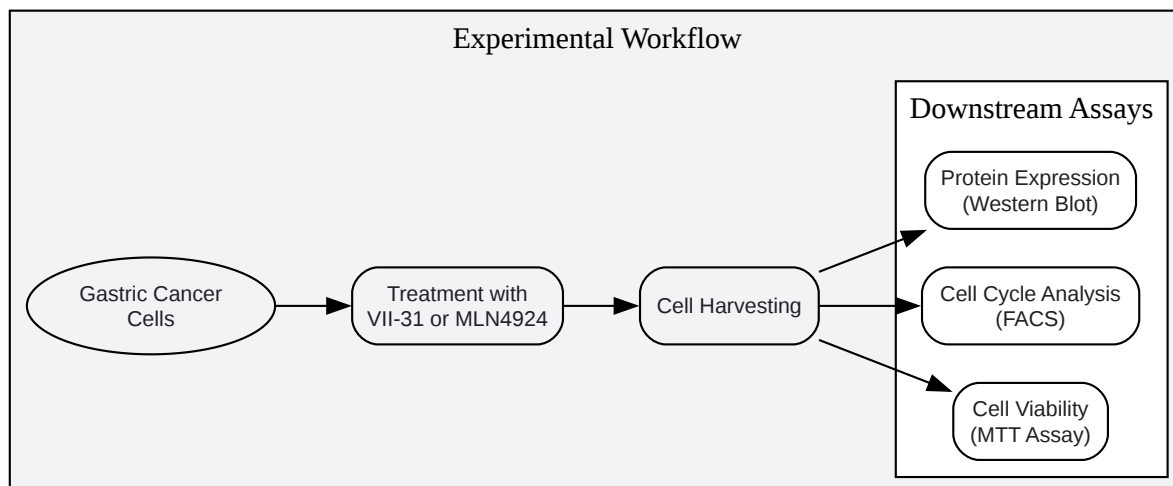 Experimental Workflow
Downstream Assays
Gastric Cancer
Cells
Treatment with
VII-31 or MLN4924
Cell Harvesting
Protein Expression
(Western Blot)
Cell Cycle Analysis
(FACS)
Cell Viability
(MTT Assay)